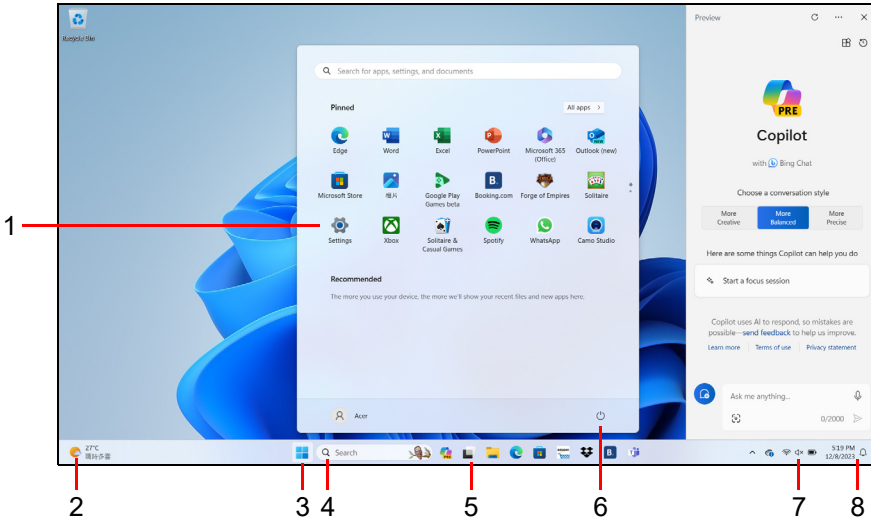 Recycle Bin
Search for apps, settings, and documents
Pinned
All apps >
Edge
Word
Excel
PowerPoint
Microsoft 365
(Office)
Outlook (new)
Microsoft Store
相片
Google Play
Games beta
Booking.com
Forge of Empires
Solitaire
Settings
Xbox
Solitaire &
Casual Games
Spotify
WhatsApp
Camo Studio
Recommended
The more you use your device, the more we'll show your recent files and new apps here.
Acer
Preview
PRE
Copilot
with b Bing Chat
Choose a conversation style
More
Creative
More
Balanced
More
Precise
Here are some things Copilot can help you do
Start a focus session
Copilot uses AI to respond, so mistakes are
possible—send feedback to help us improve.
Learn more
Terms of use
Privacy statement
Ask me anything...
0/2000
27°C
Search
5:19 PM
12/8/2023
1
2
3
4
5
6
7
8